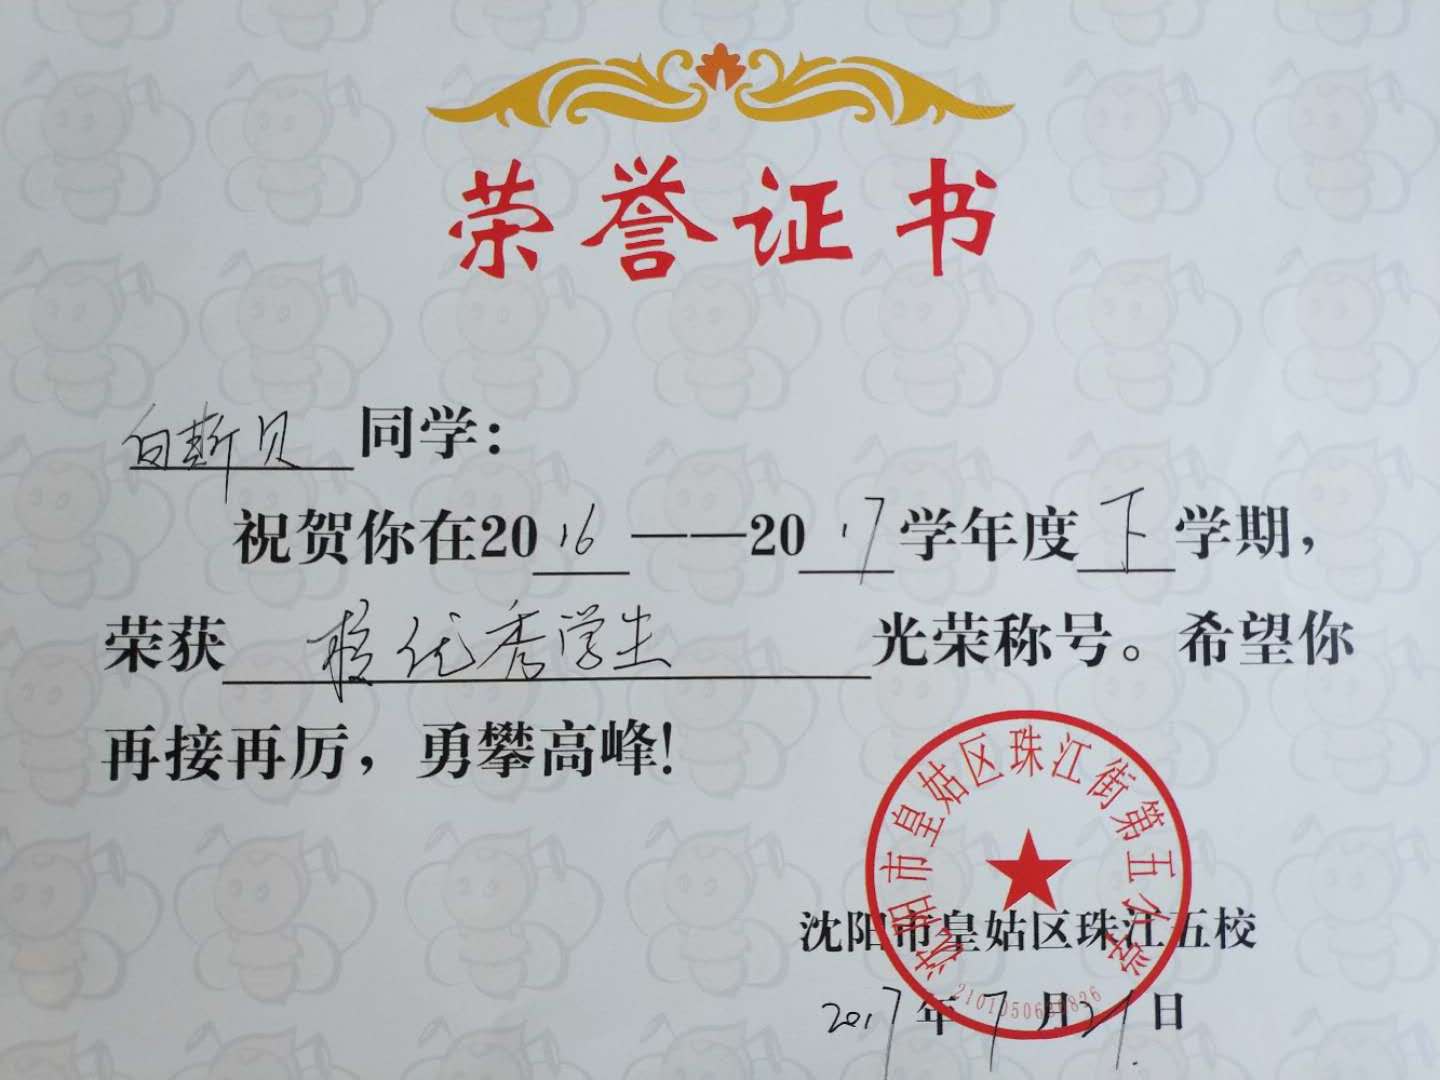 荣誉证书
白斯贝同学：
祝贺你在2016——2017学年度下学期，
荣获校优秀学生光荣称号。希望你
再接再厉，勇攀高峰！
沈阳市皇姑区珠江街第五小学
沈阳市皇姑区珠江五校
2017年7月21日